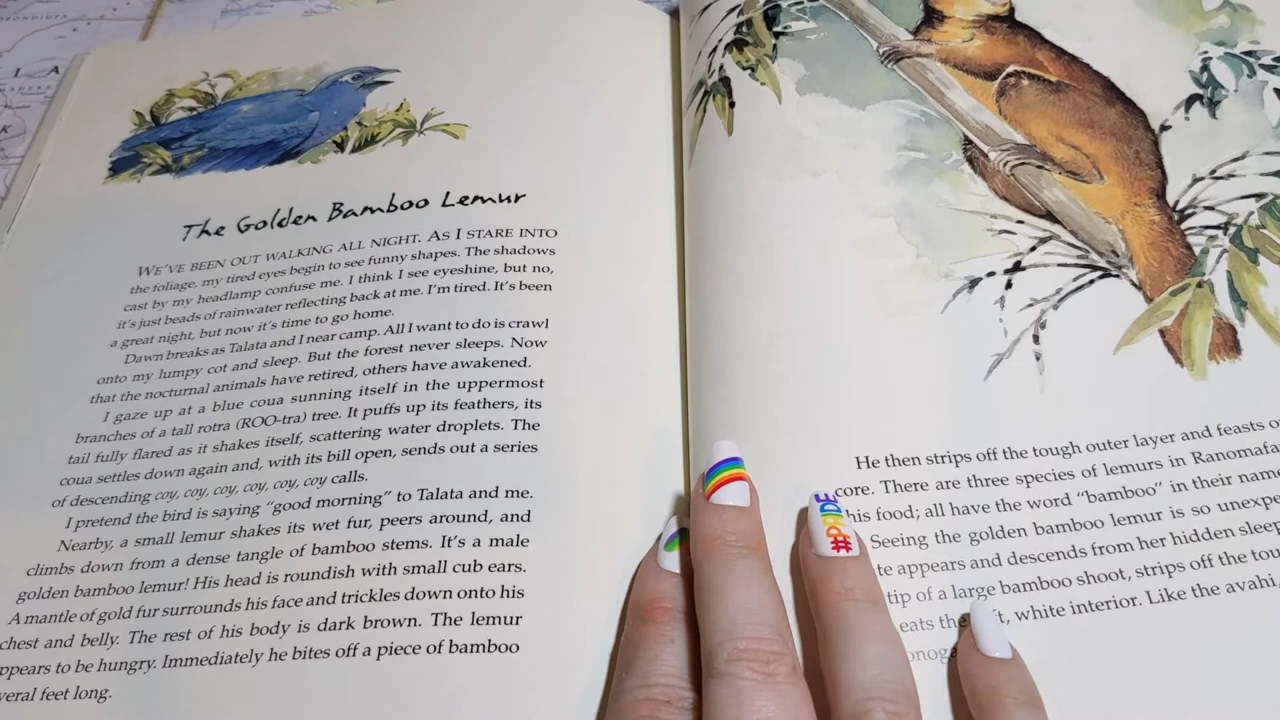 The Golden Bamboo Lemur
WE'VE BEEN OUT WALKING ALL NIGHT. AS I STARE INTO
the foliage, my tired eyes begin to see funny shapes. The shadows
cast by my headlamp confuse me. I think I see eyeshine, but no,
it's just beads of rainwater reflecting back at me. I'm tired. It's been
a great night, but now it's time to go home.
Dawn breaks as Talata and I near camp. All I want to do is crawl
onto my lumpy cot and sleep. But the forest never sleeps. Now
that the nocturnal animals have retired, others have awakened.
I gaze up at a blue coua sunning itself in the uppermost
branches of a tall rotra (ROO-tra) tree. It puffs up its feathers, its
tail fully flared as it shakes itself, scattering water droplets. The
coua settles down again and, with its bill open, sends out a series
of descending coy, coy, coy, coy, coy, coy calls.
I pretend the bird is saying "good morning" to Talata and me.
Nearby, a small lemur shakes its wet fur, peers around, and
climbs down from a dense tangle of bamboo stems. It's a male
golden bamboo lemur! His head is roundish with small cub ears.
A mantle of gold fur surrounds his face and trickles down onto his
chest and belly. The rest of his body is dark brown. The lemur
ppears to be hungry. Immediately he bites off a piece of bamboo
veral feet long.
He then strips off the tough outer layer and feasts o
core. There are three species of lemurs in Ranomafa
his food; all have the word "bamboo" in their name
Seeing the golden bamboo lemur is so unexpe
te appears and descends from her hidden sleep
tip of a large bamboo shoot, strips off the tou
eats the t, white interior. Like the avahi
onoga
#PRIDE